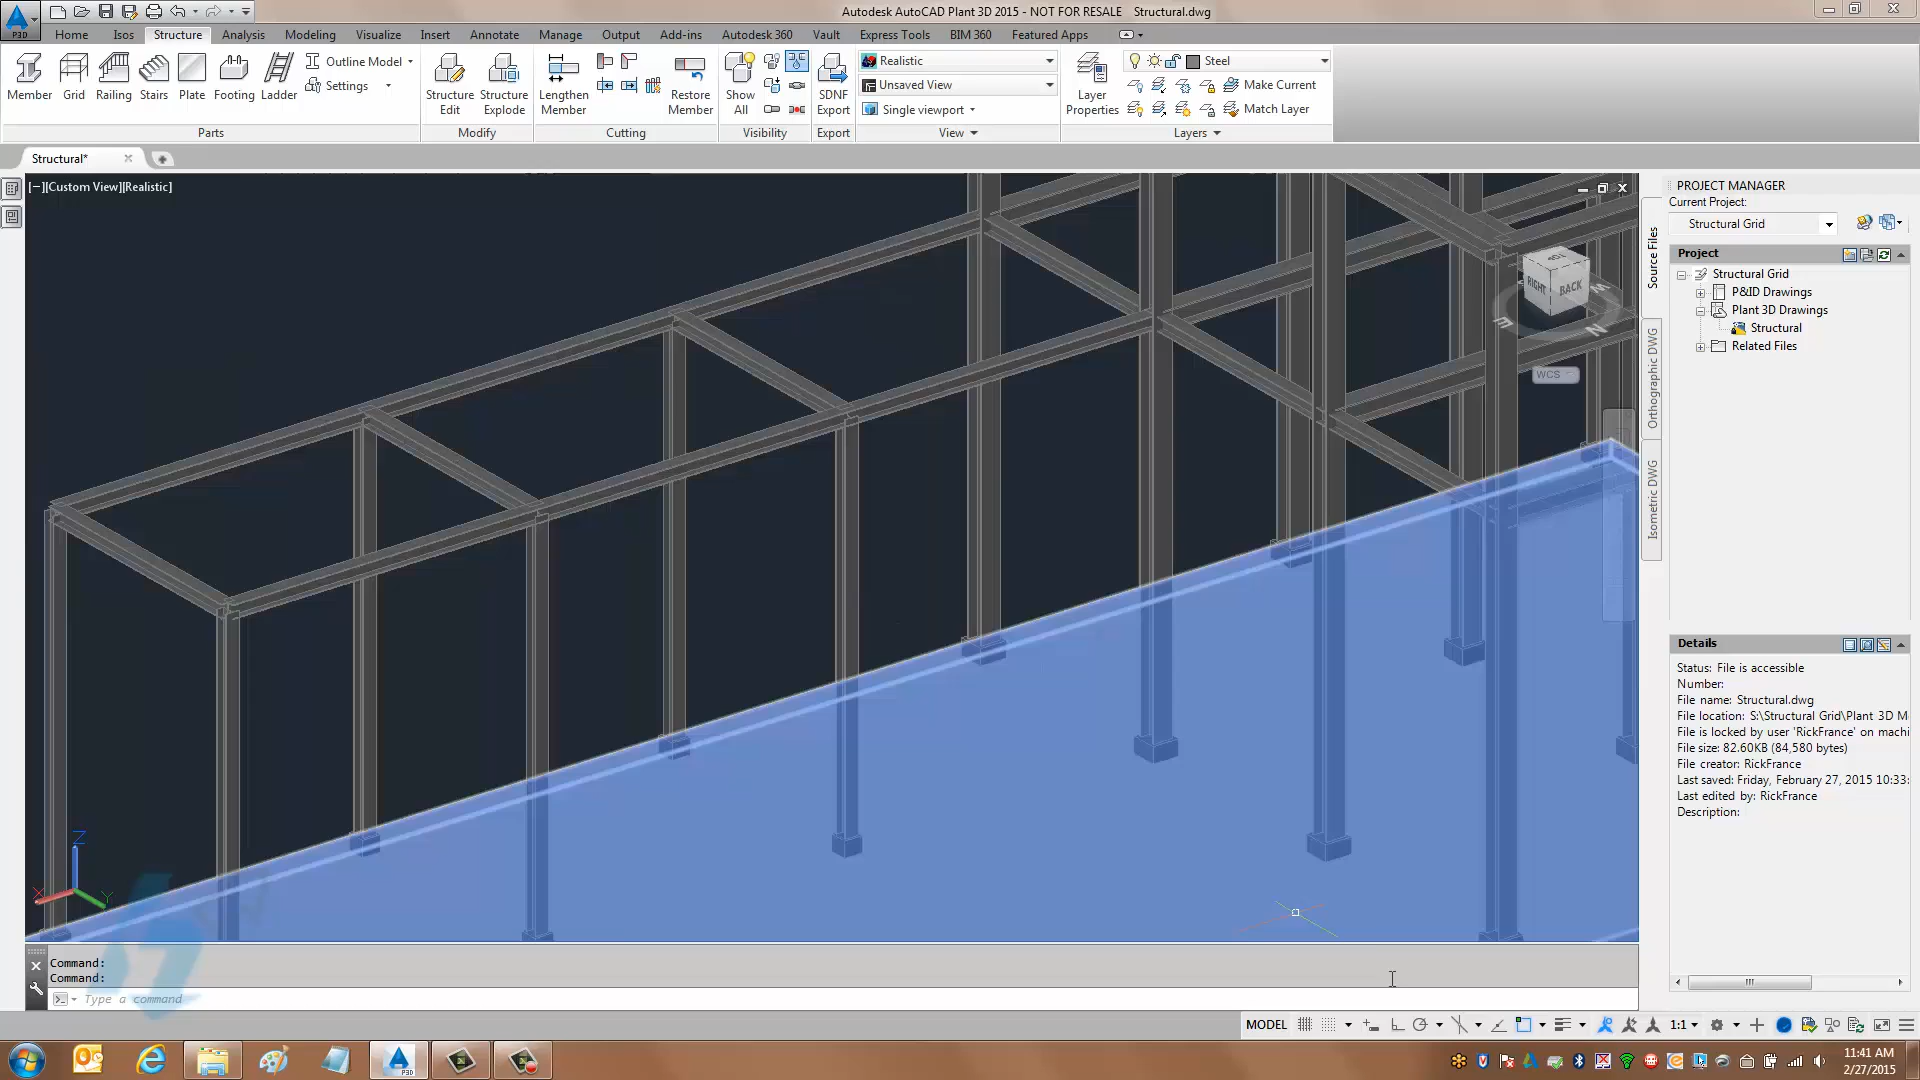 Autodesk AutoCAD Plant 3D 2015 - NOT FOR RESALE Structural.dwg
P3D
Home Isos Structure Analysis Modeling Visualize Insert Annotate Manage Output Add-ins Autodesk 360 Vault Express Tools BIM 360 Featured Apps
Member Grid Railing Stairs Plate Footing Ladder
Outline Model
Settings
Structure Edit
Structure Explode
Lengthen Member
Restore Member
Show All
SDNF Export
Realistic
Unsaved View
Single viewport
Layer Properties
Steel
Make Current
Match Layer
Parts Modify Cutting Visibility Export View Layers
Structural*
[−][Custom View][Realistic]
TOP
RIGHT BACK
E N
WCS
Z
X Y
Source Files
Orthographic DWG
Isometric DWG
PROJECT MANAGER
Current Project:
Structural Grid
Project
Structural Grid
P&ID Drawings
Plant 3D Drawings
Structural
Related Files
Details
Status: File is accessible
Number:
File name: Structural.dwg
File location: S:\Structural Grid\Plant 3D M
File is locked by user 'RickFrance' on machi
File size: 82.60KB (84,580 bytes)
File creator: RickFrance
Last saved: Friday, February 27, 2015 10:33:
Last edited by: RickFrance
Description:
Command:
Command:
Type a command
MODEL 1:1
P3D
11:41 AM
2/27/2015